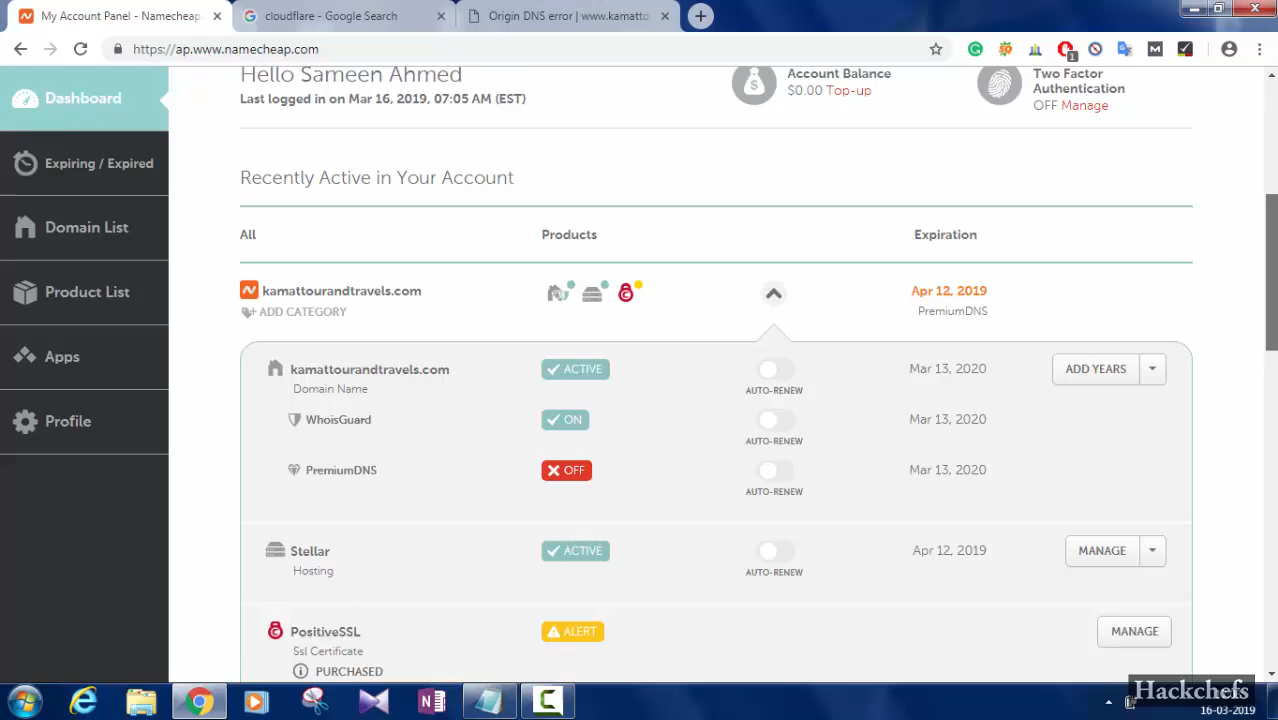 My Account Panel - Namecheap
cloudflare - Google Search
Origin DNS error | www.kamatto
https://ap.www.namecheap.com
1
Hello Sameen Ahmed
Last logged in on Mar 16, 2019, 07:05 AM (EST)
Account Balance
$0.00 Top-up
Two Factor
Authentication
OFF Manage
Dashboard
Expiring / Expired
Domain List
Product List
Apps
Profile
Recently Active in Your Account
All Products Expiration
kamattourandtravels.com Apr 12, 2019
ADD CATEGORY PremiumDNS
kamattourandtravels.com ACTIVE Mar 13, 2020 ADD YEARS
Domain Name AUTO-RENEW
WhoisGuard ON Mar 13, 2020
AUTO-RENEW
PremiumDNS OFF Mar 13, 2020
AUTO-RENEW
Stellar ACTIVE Apr 12, 2019 MANAGE
Hosting AUTO-RENEW
PositiveSSL ALERT MANAGE
Ssl Certificate
PURCHASED
Hackchefs
16-03-2019